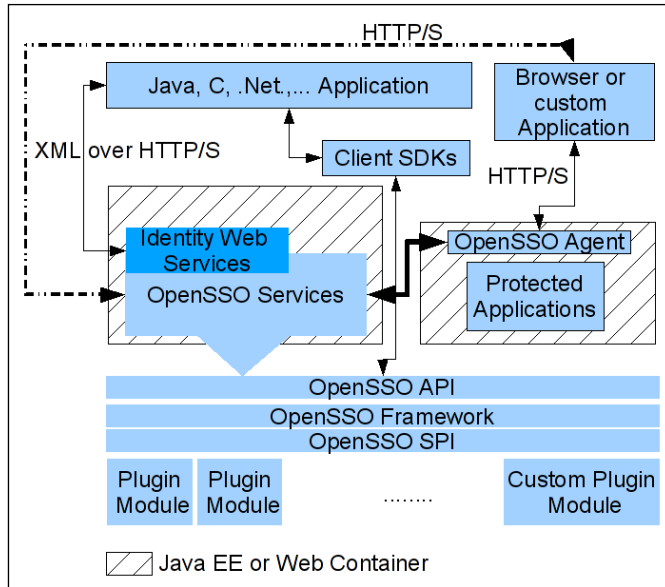 HTTP/S
Java, C, .Net.,... Application
Browser or
custom
Application
XML over HTTP/S
Client SDKs
HTTP/S
Identity Web
Services
OpenSSO Services
OpenSSO Agent
Protected
Applications
OpenSSO API
OpenSSO Framework
OpenSSO SPI
Plugin
Module
Plugin
Module
........
Custom Plugin
Module
Java EE or Web Container